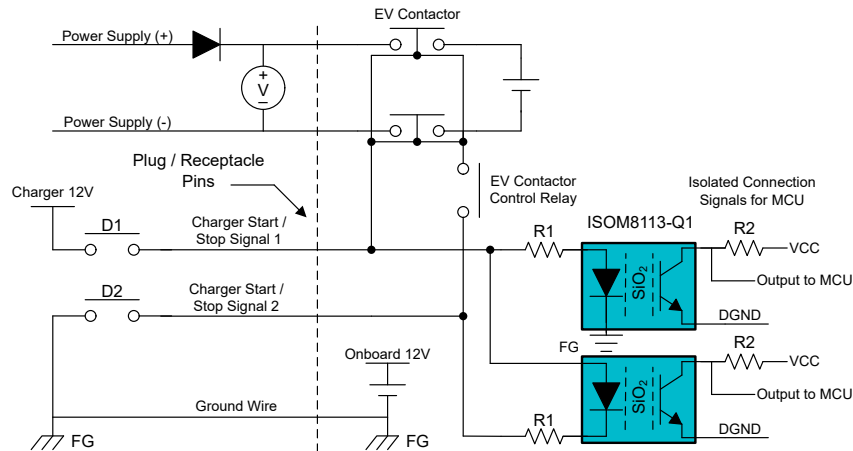 EV Contactor
Power Supply (+)
+
V
–
Power Supply (-)
Plug / Receptacle
Pins
Charger 12V
EV Contactor
Control Relay
Isolated Connection
Signals for MCU
D1
Charger Start /
Stop Signal 1
R1
ISOM8113-Q1
R2
VCC
SiO2
Output to MCU
DGND
D2
Charger Start /
Stop Signal 2
FG
R2
Onboard 12V
VCC
SiO2
Output to MCU
Ground Wire
R1
DGND
FG
FG